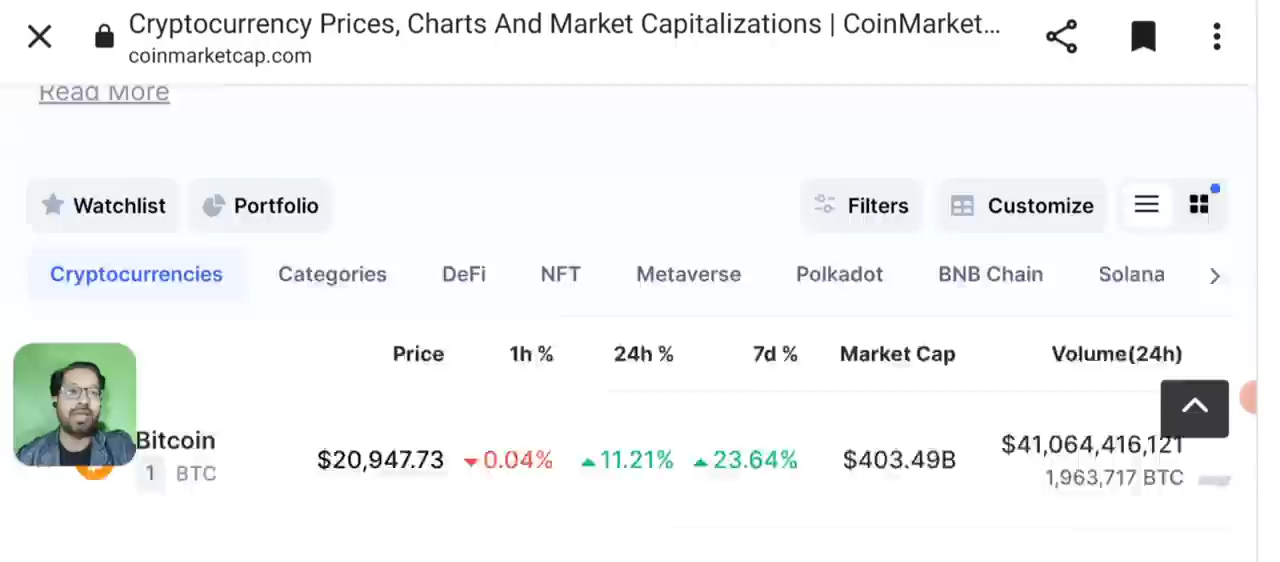 Cryptocurrency Prices, Charts And Market Capitalizations | CoinMarket...
coinmarketcap.com
Read More
Watchlist Portfolio Filters Customize
Cryptocurrencies Categories DeFi NFT Metaverse Polkadot BNB Chain Solana
Price 1h % 24h % 7d % Market Cap Volume(24h)
Bitcoin
1 BTC
$20,947.73 0.04% 11.21% 23.64% $403.49B
$41,064,416,121
1,963,717 BTC